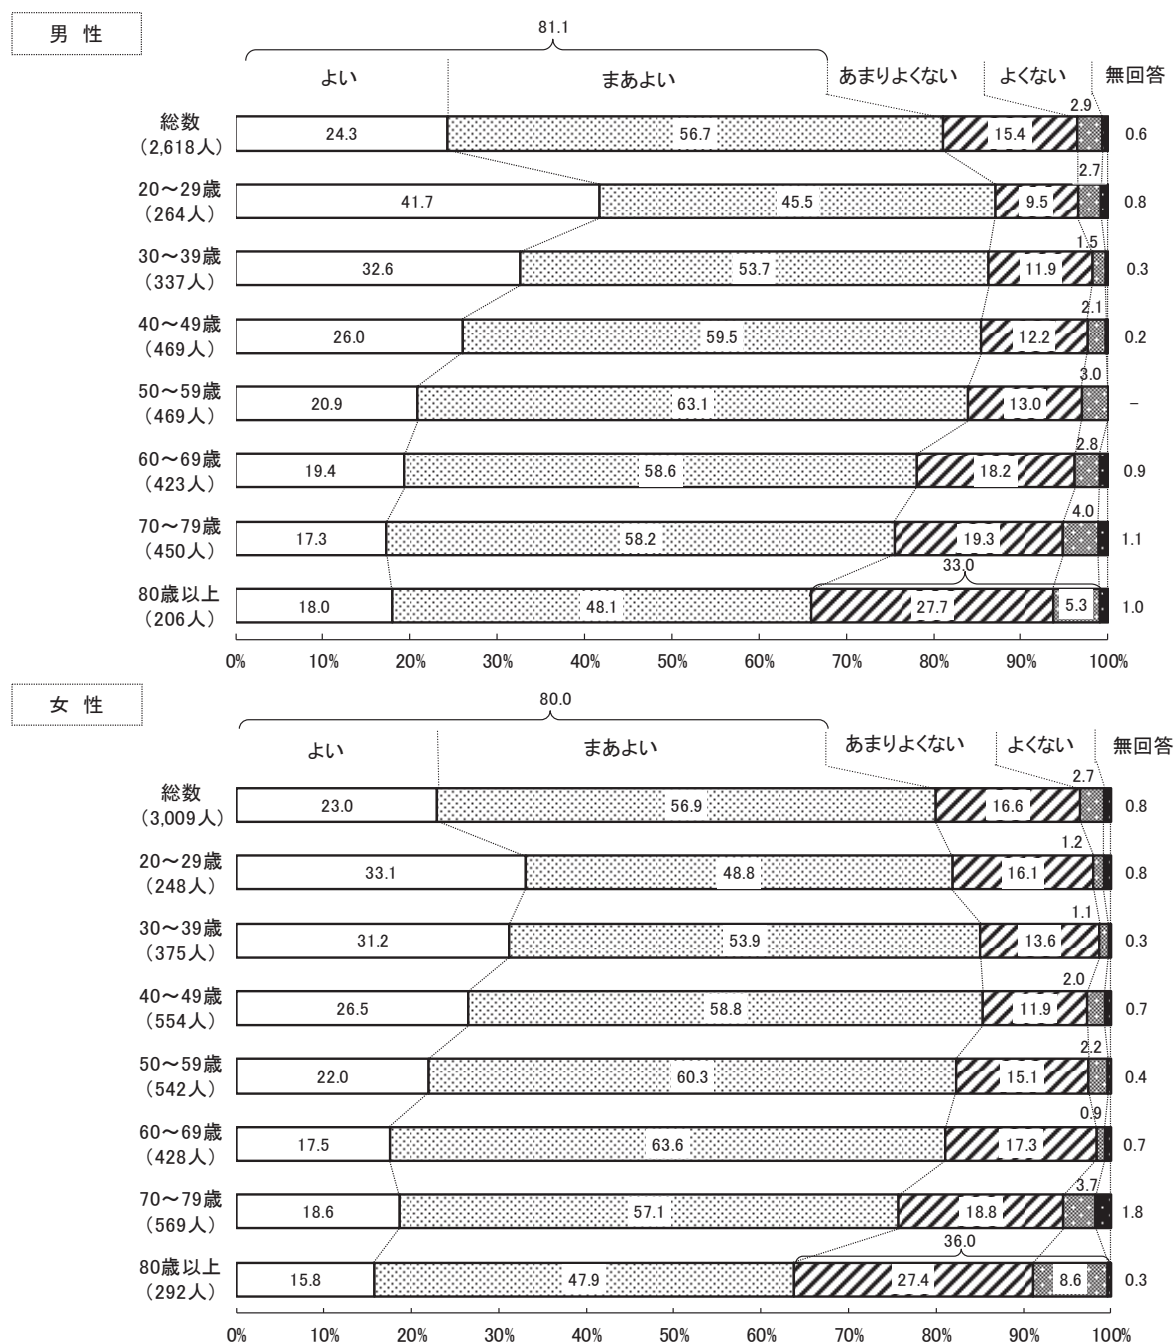 男 性
81.1
よい まあよい あまりよくない よくない 無回答
2.9
総数 24.3 56.7 15.4 0.6
(2,618人)
2.7
20～29歳 41.7 45.5 9.5 0.8
(264人)
1.5
30～39歳 32.6 53.7 11.9 0.3
(337人)
2.1
40～49歳 26.0 59.5 12.2 0.2
(469人)
3.0
50～59歳 20.9 63.1 13.0 －
(469人)
2.8
60～69歳 19.4 58.6 18.2 0.9
(423人)
4.0
70～79歳 17.3 58.2 19.3 1.1
(450人)
33.0
80歳以上 18.0 48.1 27.7 5.3 1.0
(206人)
0% 10% 20% 30% 40% 50% 60% 70% 80% 90% 100%
女 性
80.0
よい まあよい あまりよくない よくない 無回答
2.7
総数 23.0 56.9 16.6 0.8
(3,009人)
1.2
20～29歳 33.1 48.8 16.1 0.8
(248人)
1.1
30～39歳 31.2 53.9 13.6 0.3
(375人)
2.0
40～49歳 26.5 58.8 11.9 0.7
(554人)
2.2
50～59歳 22.0 60.3 15.1 0.4
(542人)
0.9
60～69歳 17.5 63.6 17.3 0.7
(428人)
3.7
70～79歳 18.6 57.1 18.8 1.8
(569人)
36.0
80歳以上 15.8 47.9 27.4 8.6 0.3
(292人)
0% 10% 20% 30% 40% 50% 60% 70% 80% 90% 100%